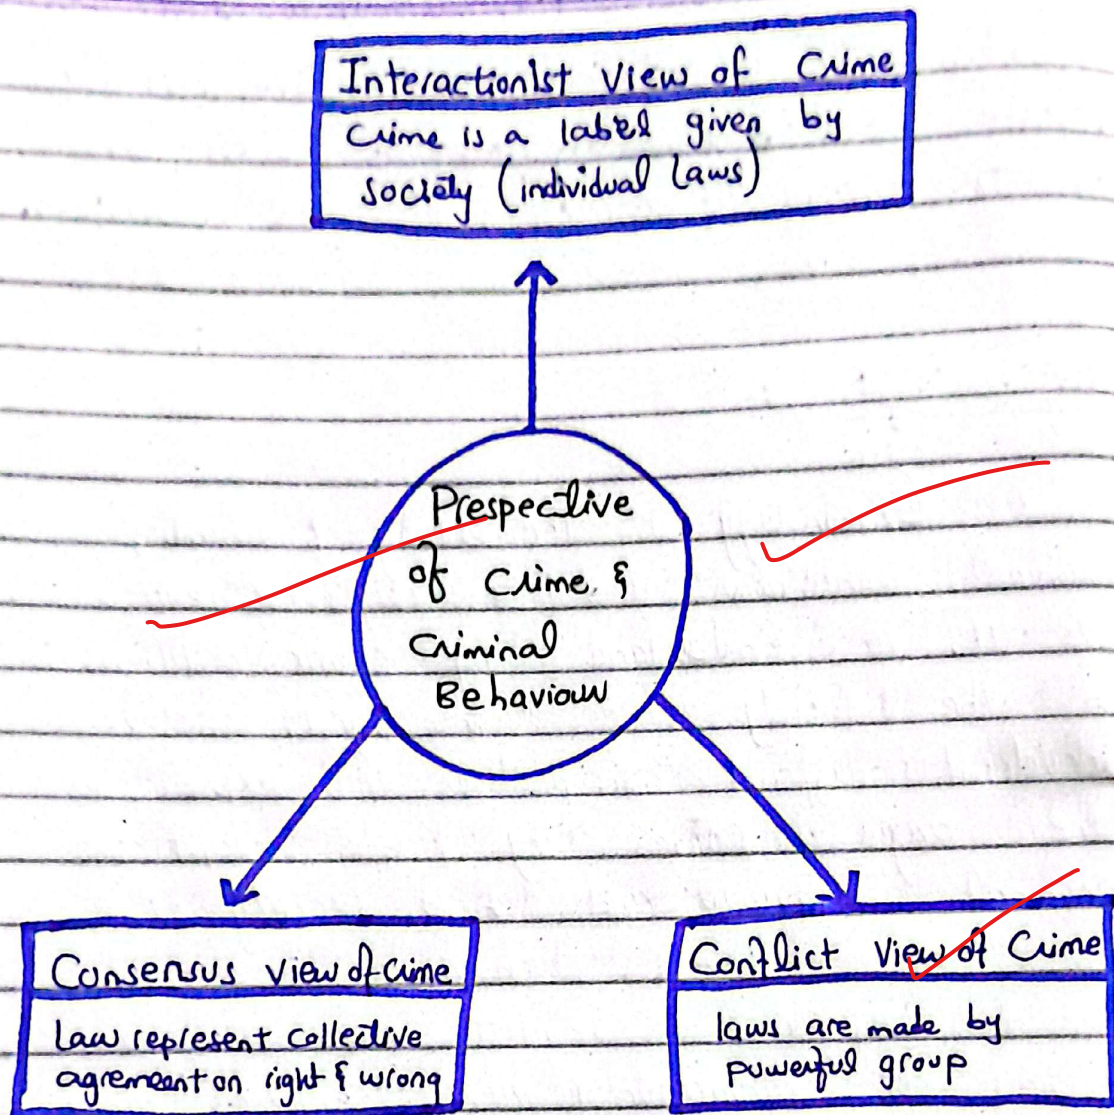 Interactionist View of Crime
Crime is a label given by
society (individual laws)
Prespective
of Crime &
Criminal
Behaviour
Consensus view of crime
Law represent collective
agreement on right & wrong
Conflict view of Crime
laws are made by
powerful group